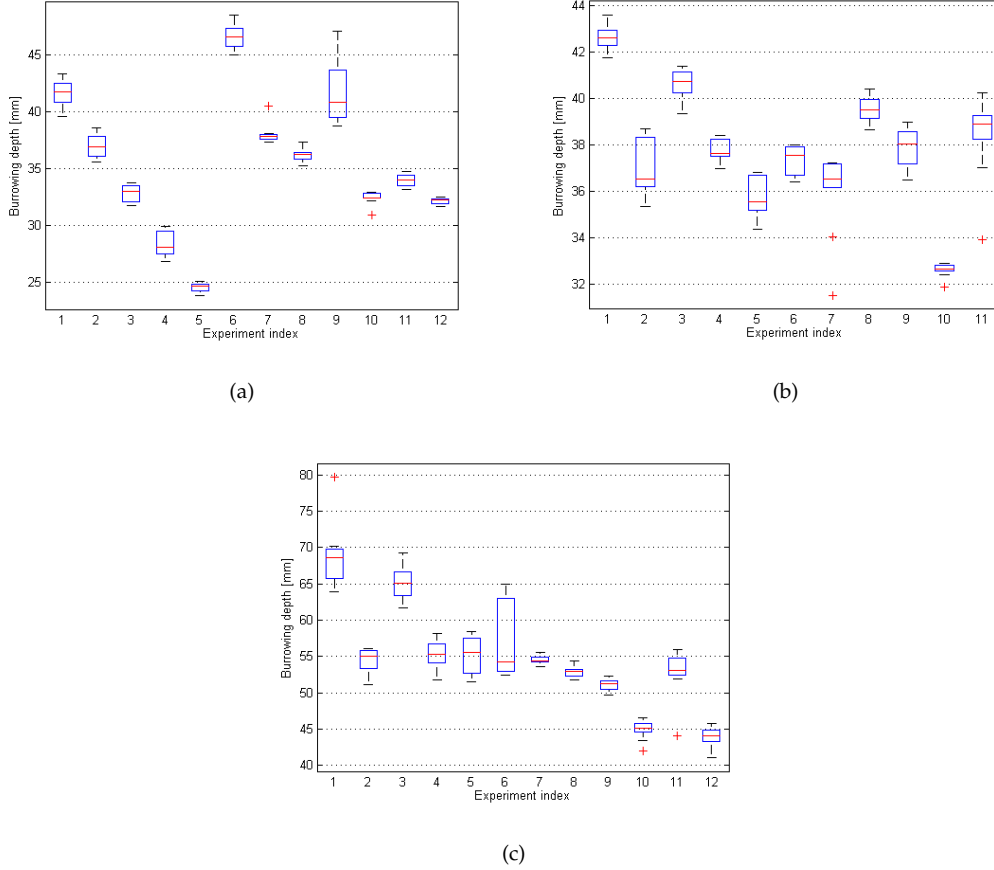 45
40
35
30
25
Burrowing depth [mm]
1 2 3 4 5 6 7 8 9 10 11 12
Experiment index
(a)
44
42
40
38
36
34
32
Burrowing depth [mm]
1 2 3 4 5 6 7 8 9 10 11
Experiment index
(b)
80
75
70
65
60
55
50
45
40
Burrowing depth [mm]
1 2 3 4 5 6 7 8 9 10 11 12
Experiment index
(c)